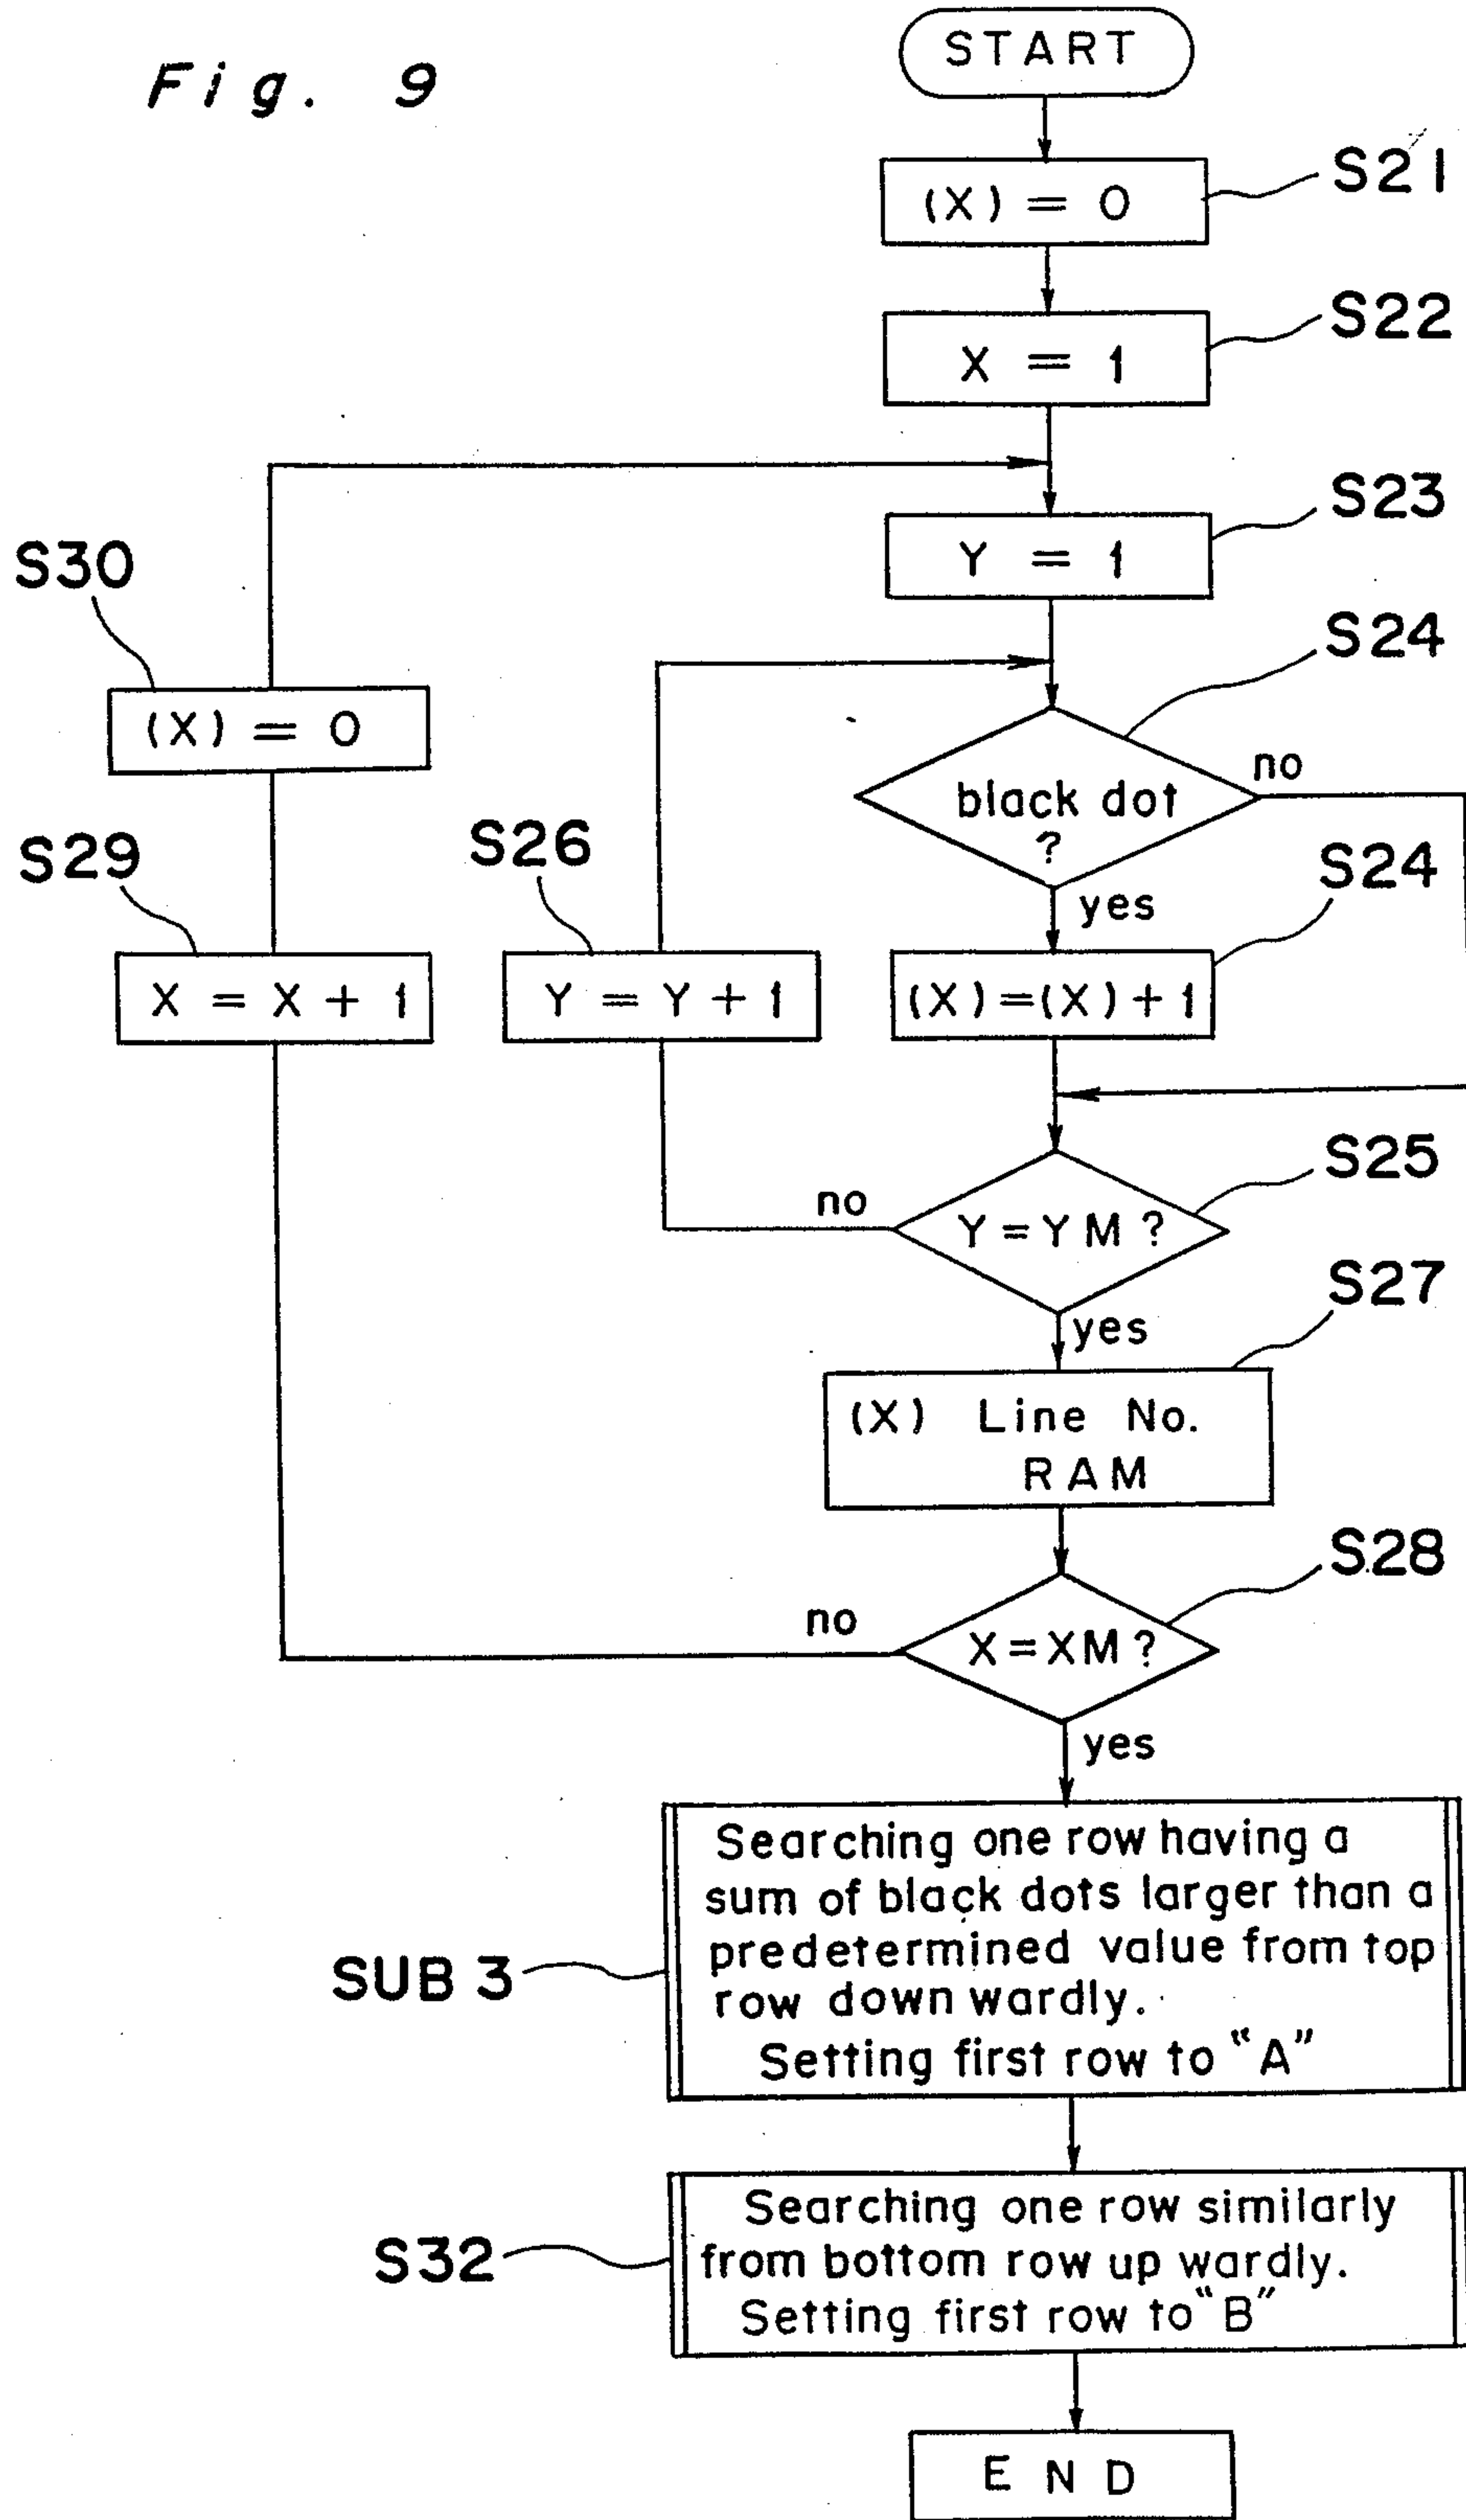 Fig. 9
START
(X) = 0
S21
X = 1
S22
Y = 1
S23
S30
(X) = 0
S24
black dot
?
no
yes
S29
X = X + 1
S26
Y = Y + 1
S24
(X)=(X)+1
S25
Y=YM?
no
yes
S27
(X) Line No.
RAM
S28
X=XM?
no
yes
SUB 3
Searching one row having a
sum of black dots larger than a
predetermined value from top
row down wardly.
Setting first row to "A"
S32
Searching one row similarly
from bottom row up wardly.
Setting first row to "B"
END